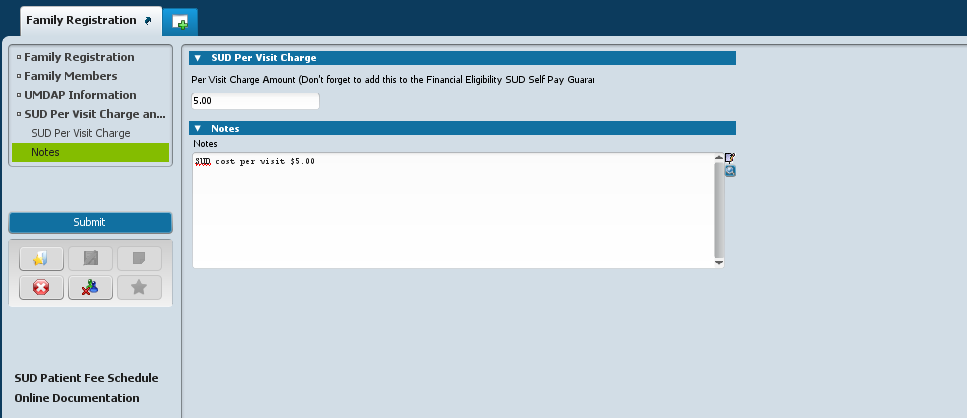 Family Registration
Family Registration
Family Members
UMDAP Information
SUD Per Visit Charge an...
SUD Per Visit Charge
Notes
Submit
SUD Patient Fee Schedule
Online Documentation
SUD Per Visit Charge
Per Visit Charge Amount (Don't forget to add this to the Financial Eligibility SUD Self Pay Guarar
5.00
Notes
Notes
SUD cost per visit $5.00